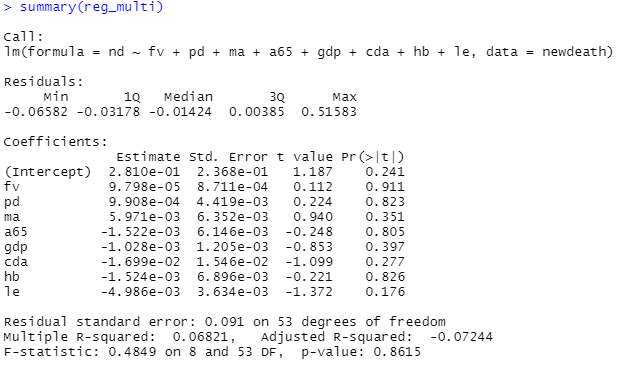 > summary(reg_multi)
Call:
lm(formula = nd ~ fv + pd + ma + a65 + gdp + cda + hb + le, data = newdeath)
Residuals:
     Min       1Q   Median       3Q      Max
-0.06582 -0.03178 -0.01424  0.00385  0.51583
Coefficients:
              Estimate Std. Error t value Pr(>|t|)
(Intercept)  2.810e-01  2.368e-01   1.187    0.241
fv           9.798e-05  8.711e-04   0.112    0.911
pd           9.908e-04  4.419e-03   0.224    0.823
ma           5.971e-03  6.352e-03   0.940    0.351
a65         -1.522e-03  6.146e-03  -0.248    0.805
gdp         -1.028e-03  1.205e-03  -0.853    0.397
cda         -1.699e-02  1.546e-02  -1.099    0.277
hb          -1.524e-03  6.896e-03  -0.221    0.826
le          -4.986e-03  3.634e-03  -1.372    0.176
Residual standard error: 0.091 on 53 degrees of freedom
Multiple R-squared:  0.06821,   Adjusted R-squared:  -0.07244
F-statistic: 0.4849 on 8 and 53 DF,  p-value: 0.8615